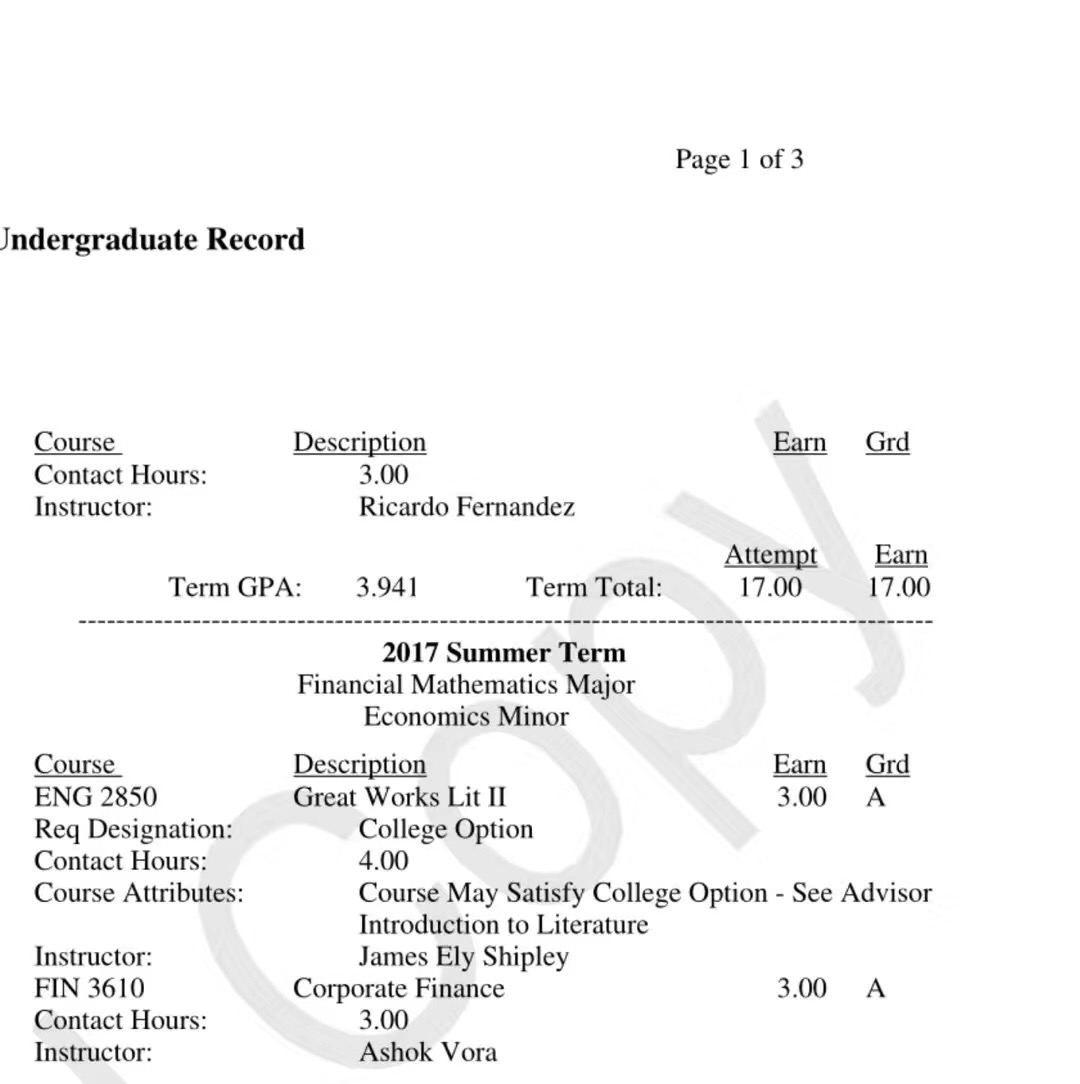 Page 1 of 3
Undergraduate Record
Course Description Earn Grd
Contact Hours: 3.00
Instructor: Ricardo Fernandez
Attempt Earn
Term GPA: 3.941 Term Total: 17.00 17.00
--------------------------------------------------------------------------------------------
2017 Summer Term
Financial Mathematics Major
Economics Minor
Course Description Earn Grd
ENG 2850 Great Works Lit II 3.00 A
Req Designation: College Option
Contact Hours: 4.00
Course Attributes: Course May Satisfy College Option - See Advisor
Introduction to Literature
Instructor: James Ely Shipley
FIN 3610 Corporate Finance 3.00 A
Contact Hours: 3.00
Instructor: Ashok Vora
Copy